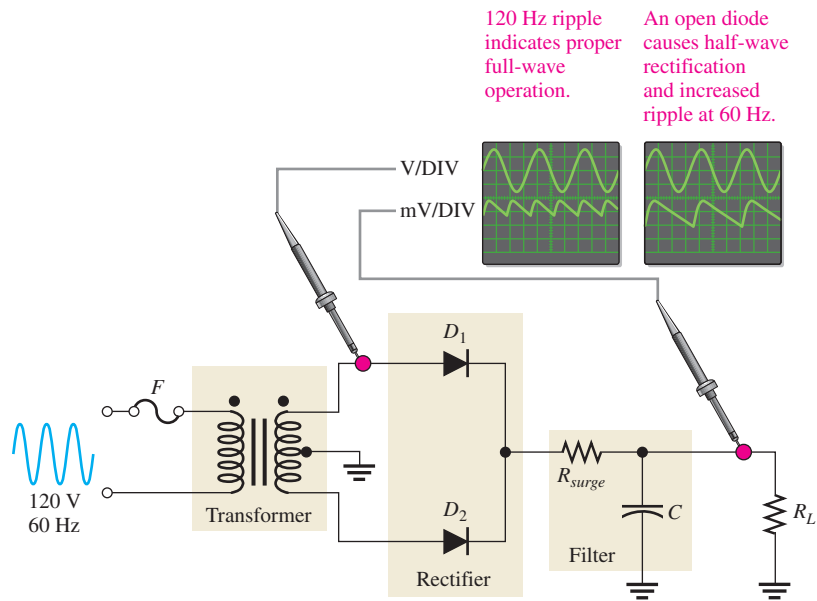 120 Hz ripple
indicates proper
full-wave
operation.
An open diode
causes half-wave
rectification
and increased
ripple at 60 Hz.
V/DIV
mV/DIV
D1
F
120 V
60 Hz
Transformer
D2
Rectifier
Rsurge
C
Filter
RL